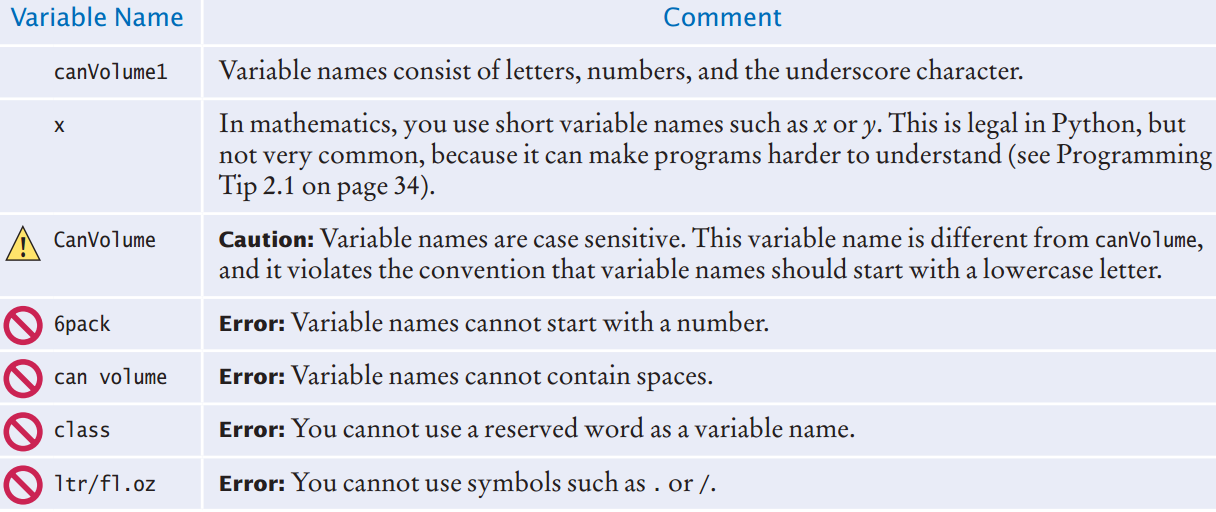 Variable Name Comment
canVolume1 Variable names consist of letters, numbers, and the underscore character.
x In mathematics, you use short variable names such as x or y. This is legal in Python, but
not very common, because it can make programs harder to understand (see Programming
Tip 2.1 on page 34).
CanVolume Caution: Variable names are case sensitive. This variable name is different from canVolume,
and it violates the convention that variable names should start with a lowercase letter.
6pack Error: Variable names cannot start with a number.
can volume Error: Variable names cannot contain spaces.
class Error: You cannot use a reserved word as a variable name.
ltr/fl.oz Error: You cannot use symbols such as . or /.